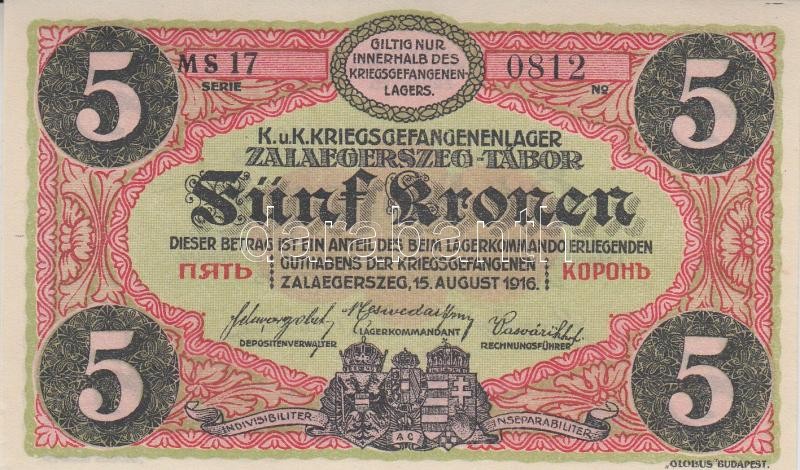 5 5
MS 17
SERIE
GILTIG NUR
INNERHALB DES
KRIEGSGEFANGENEN-
LAGERS.
0812
No
K.u.K. KRIEGSGEFANGENENLAGER
ZALAEGERSZEG-TÁBOR
Fünf Kronen
darabanth
DIESER BETRAG IST EIN ANTEIL DES BEIM LAGERKOMMANDO ERLIEGENDEN
ПЯТЬ GUTHABENS DER KRIEGSGEFANGENEN КОРОНЪ
ZALAEGERSZEG, 15. AUGUST 1916.
DEPOSITENVERWALTER LAGERKOMMANDANT RECHNUNGSFÜHRER
INDIVISIBILITER AC INSEPARABILITER
5 5
„GLOBUS" BUDAPEST.